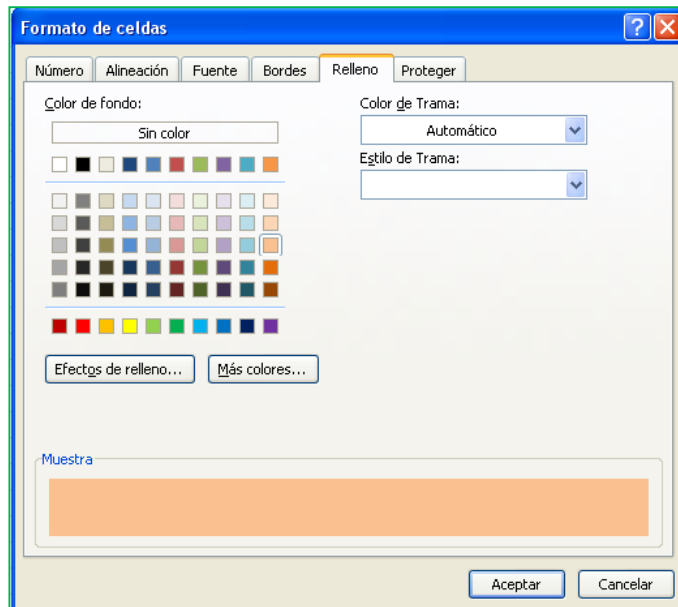 Formato de celdas
Número Alineación Fuente Bordes Relleno Proteger
Color de fondo:
Sin color
Color de Trama:
Automático
Estilo de Trama:
Efectos de relleno... Más colores...
Muestra
Aceptar Cancelar